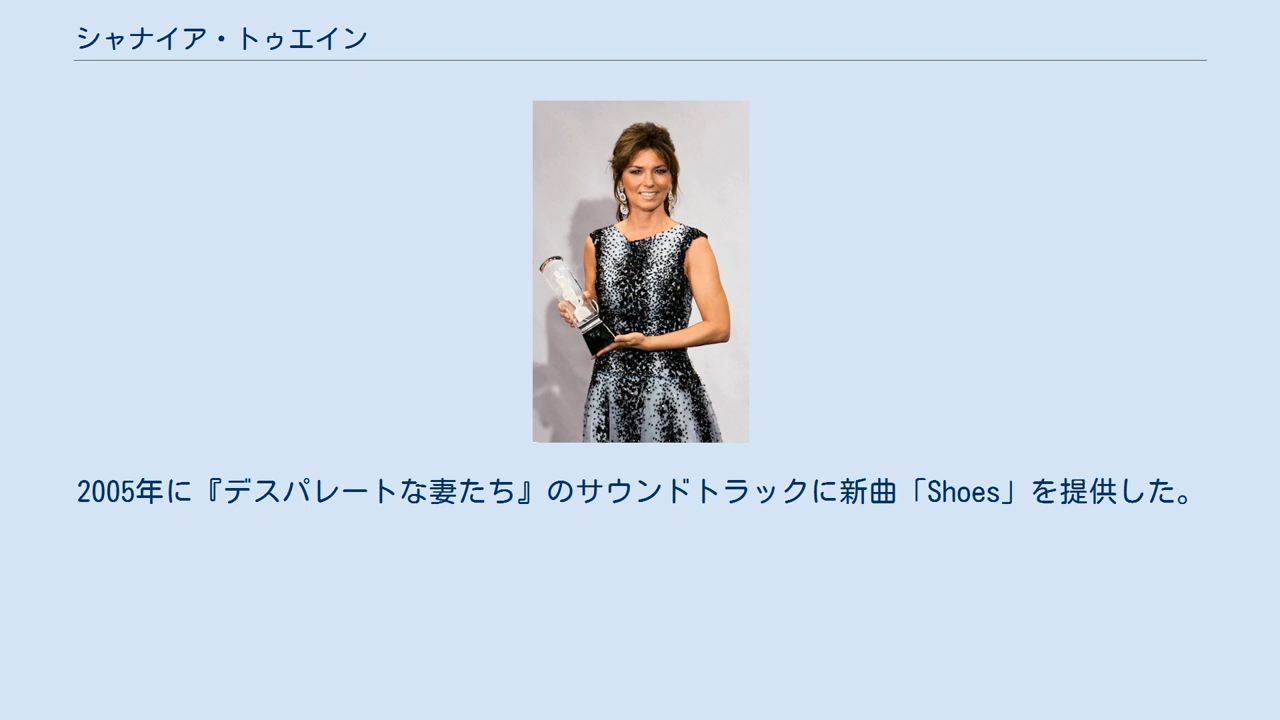 シャナイア・トゥエイン
2005年に『デスパレートな妻たち』のサウンドトラックに新曲「Shoes」を提供した。